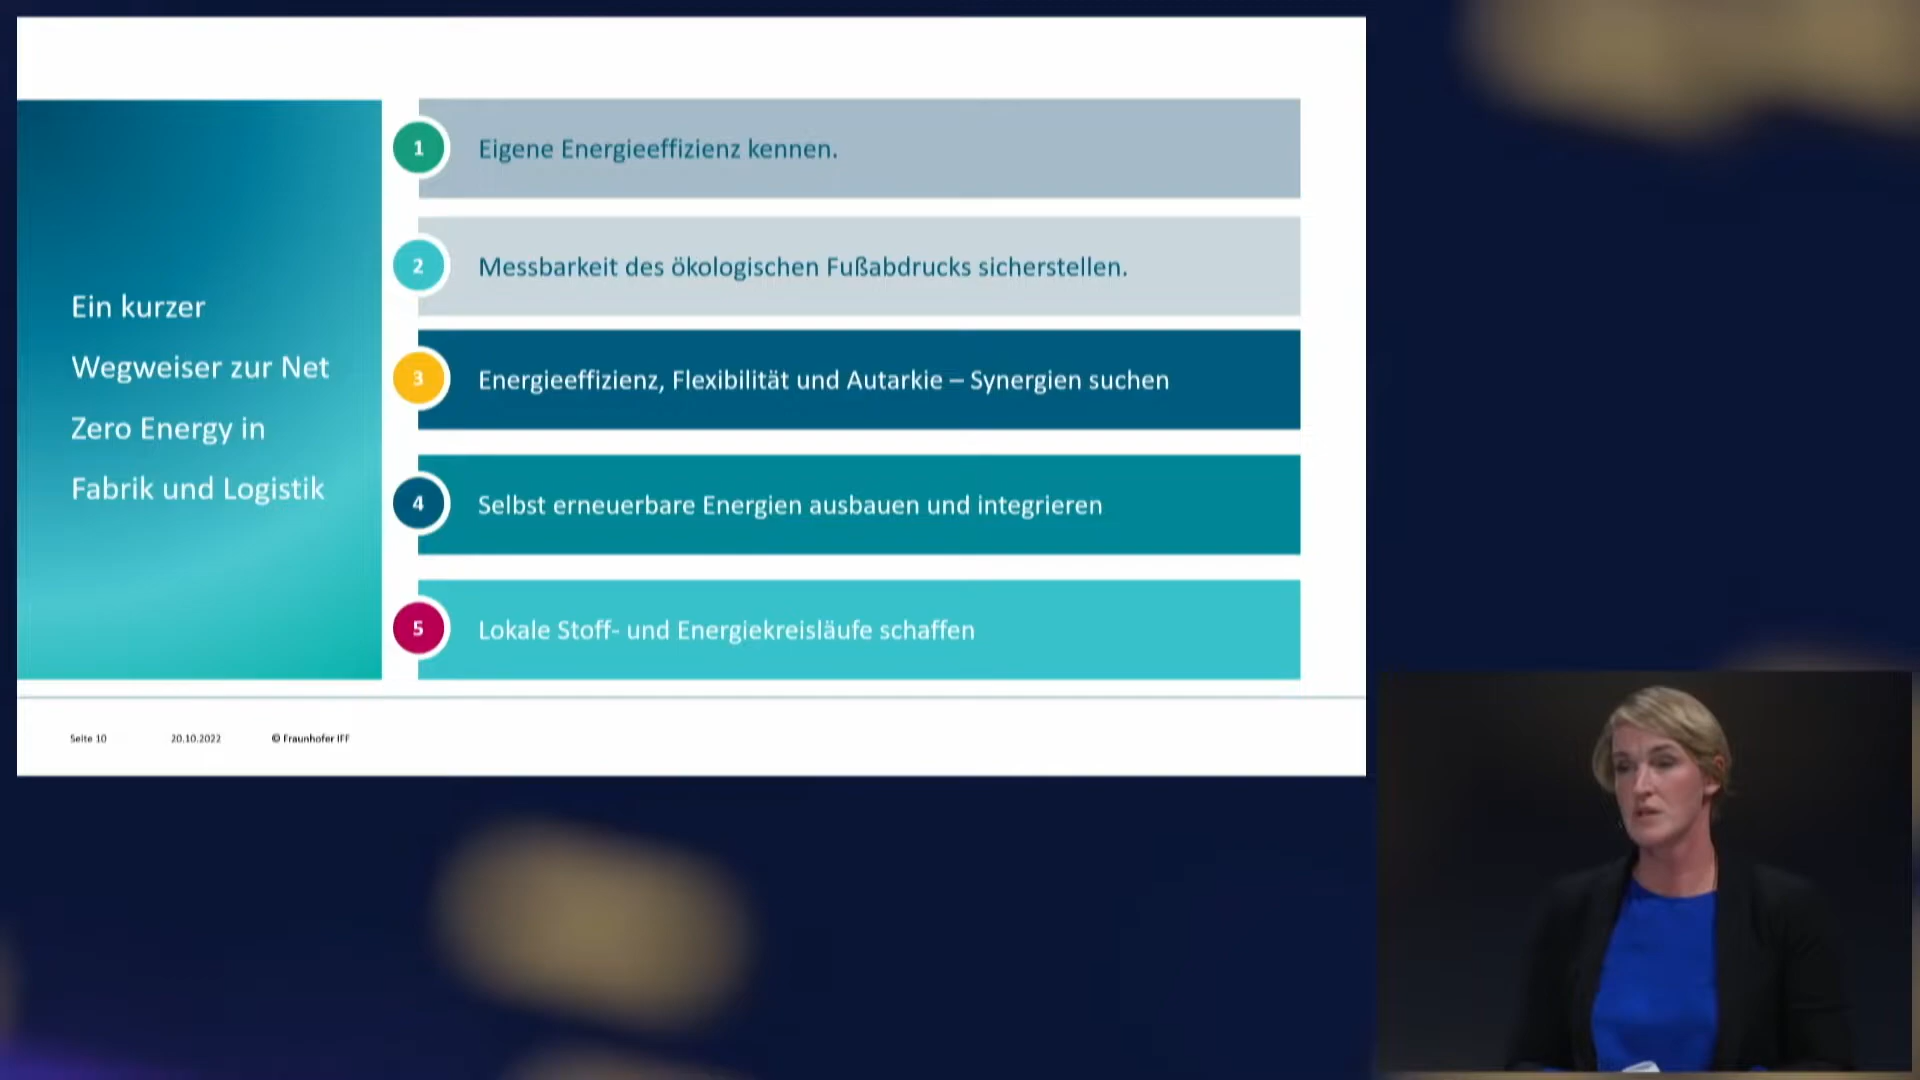 Ein kurzer
Wegweiser zur Net
Zero Energy in
Fabrik und Logistik
1
Eigene Energieeffizienz kennen.
2
Messbarkeit des ökologischen Fußabdrucks sicherstellen.
3
Energieeffizienz, Flexibilität und Autarkie – Synergien suchen
4
Selbst erneuerbare Energien ausbauen und integrieren
5
Lokale Stoff- und Energiekreisläufe schaffen
Seite 10 20.10.2022 © Fraunhofer IFF